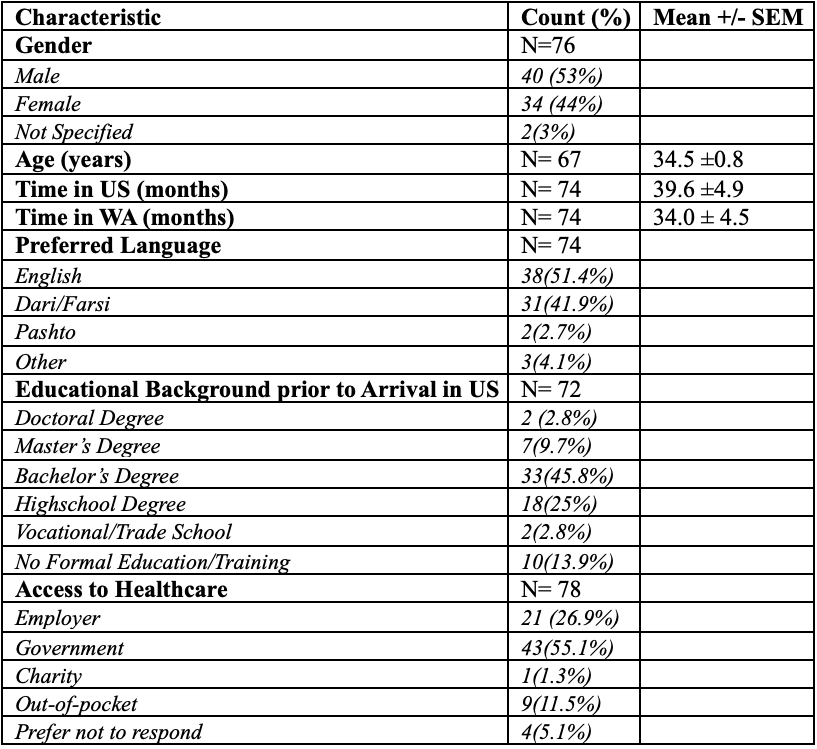 Characteristic Count (%) Mean +/- SEM
Gender N=76
Male 40 (53%)
Female 34 (44%)
Not Specified 2(3%)
Age (years) N= 67 34.5 ±0.8
Time in US (months) N= 74 39.6 ±4.9
Time in WA (months) N= 74 34.0 ± 4.5
Preferred Language N= 74
English 38(51.4%)
Dari/Farsi 31(41.9%)
Pashto 2(2.7%)
Other 3(4.1%)
Educational Background prior to Arrival in US N= 72
Doctoral Degree 2 (2.8%)
Master’s Degree 7(9.7%)
Bachelor’s Degree 33(45.8%)
Highschool Degree 18(25%)
Vocational/Trade School 2(2.8%)
No Formal Education/Training 10(13.9%)
Access to Healthcare N= 78
Employer 21 (26.9%)
Government 43(55.1%)
Charity 1(1.3%)
Out-of-pocket 9(11.5%)
Prefer not to respond 4(5.1%)